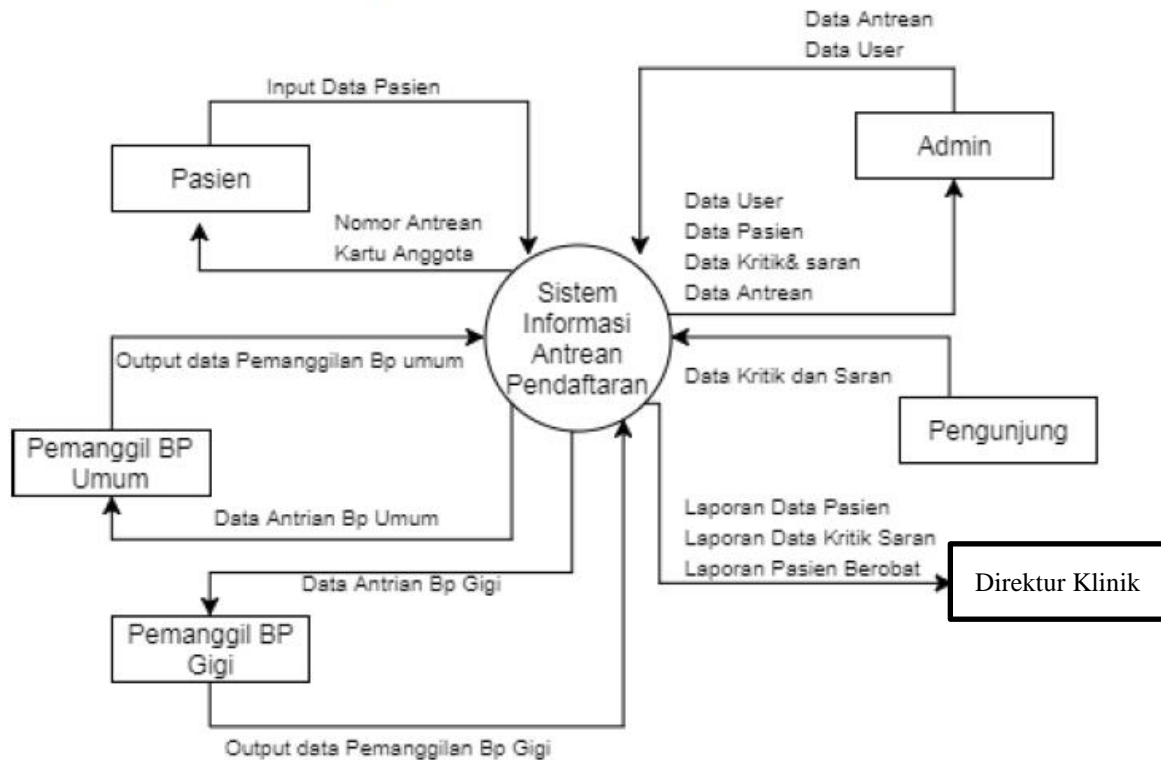 Data Antrean
Data User
Input Data Pasien
Pasien
Admin
Nomor Antrean
Kartu Anggota
Data User
Data Pasien
Data Kritik& saran
Data Antrean
Sistem
Informasi
Antrean
Pendaftaran
Output data Pemanggilan Bp umum
Data Kritik dan Saran
Pengunjung
Pemanggil BP
Umum
Data Antrian Bp Umum
Laporan Data Pasien
Laporan Data Kritik Saran
Laporan Pasien Berobat
Direktur Klinik
Data Antrian Bp Gigi
Pemanggil BP
Gigi
Output data Pemanggilan Bp Gigi